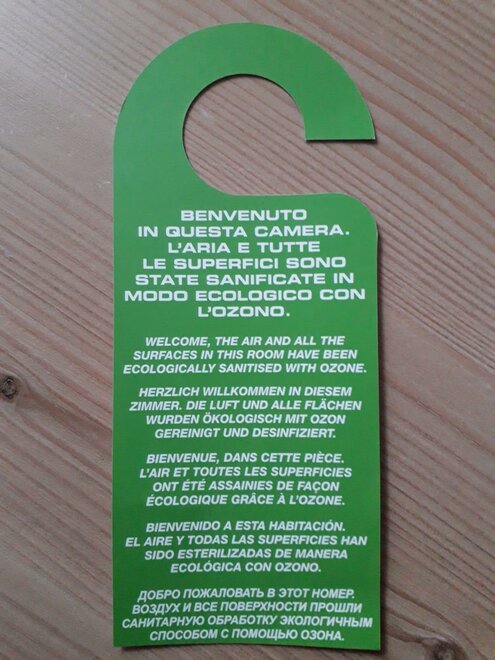 BENVENUTO
IN QUESTA CAMERA.
L'ARIA E TUTTE
LE SUPERFICI SONO
STATE SANIFICATE IN
MODO ECOLOGICO CON
L'OZONO.
WELCOME, THE AIR AND ALL THE
SURFACES IN THIS ROOM HAVE BEEN
ECOLOGICALLY SANITISED WITH OZONE.
HERZLICH WILLKOMMEN IN DIESEM
ZIMMER. DIE LUFT UND ALLE FLÄCHEN
WURDEN ÖKOLOGISCH MIT OZON
GEREINIGT UND DESINFIZIERT.
BIENVENUE, DANS CETTE PIÈCE.
L'AIR ET TOUTES LES SUPERFICIES
ONT ÉTÉ ASSAINIES DE FAÇON
ÉCOLOGIQUE GRÂCE À L'OZONE.
BIENVENIDO A ESTA HABITACIÓN.
EL AIRE Y TODAS LAS SUPERFICIES HAN
SIDO ESTERILIZADAS DE MANERA
ECOLÓGICA CON OZONO.
ДОБРО ПОЖАЛОВАТЬ В ЭТОТ НОМЕР.
ВОЗДУХ И ВСЕ ПОВЕРХНОСТИ ПРОШЛИ
САНИТАРНУЮ ОБРАБОТКУ ЭКОЛОГИЧНЫМ
СПОСОБОМ С ПОМОЩЬЮ ОЗОНА.